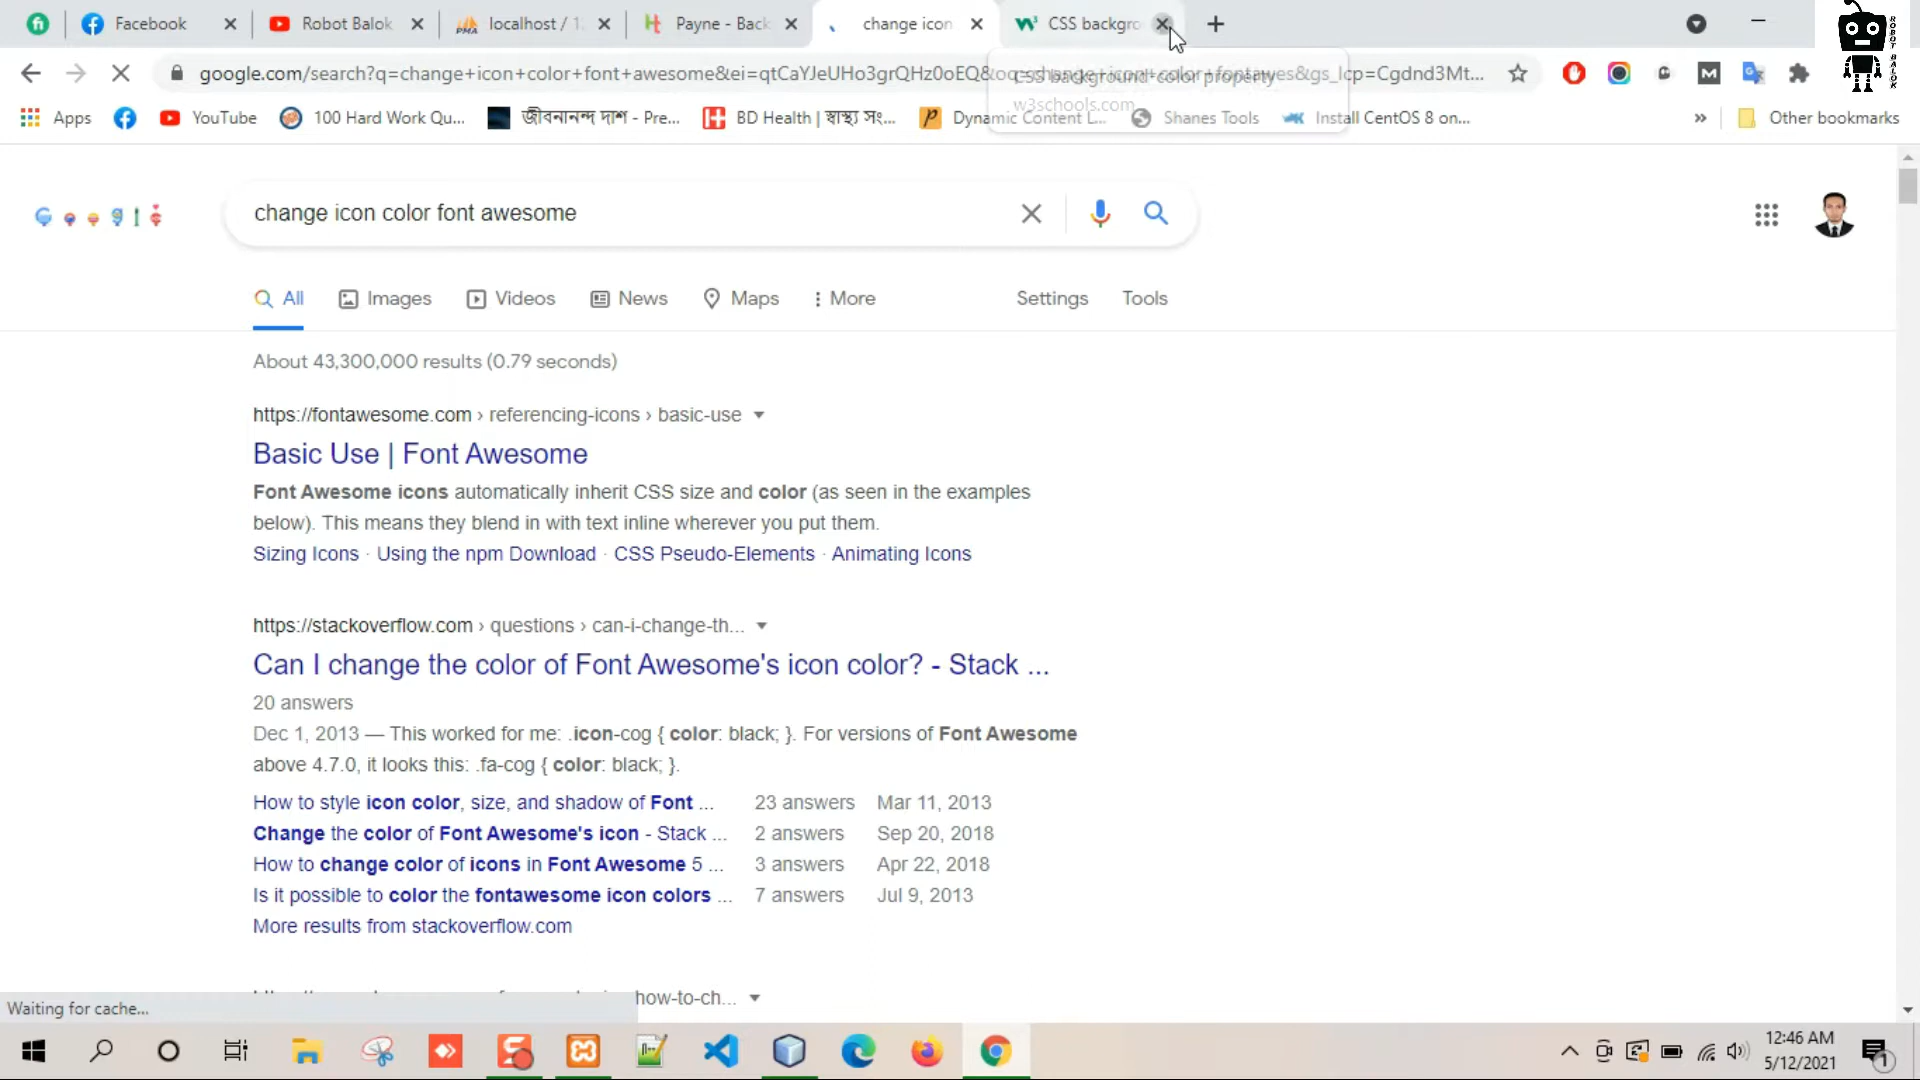 Facebook
Robot Balok
localhost / 1
Payne - Back
change icon
CSS backgro
google.com/search?q=change+icon+color+font+awesome&ei=qtCaYJeUHo3grQHz0oEQ&oq=change+icon+color+fontawes&gs_lcp=Cgdnd3Mt...
CSS background-color property
w3schools.com
Apps
YouTube
100 Hard Work Qu...
জীবনানন্দ দাশ - Pre...
BD Health | স্বাস্থ্য সং...
Dynamic Content L...
Shanes Tools
Install CentOS 8 on...
»
Other bookmarks
ROBOT BALOK
change icon color font awesome
All
Images
Videos
News
Maps
More
Settings
Tools
About 43,300,000 results (0.79 seconds)
https://fontawesome.com › referencing-icons › basic-use
Basic Use | Font Awesome
Font Awesome icons automatically inherit CSS size and color (as seen in the examples
below). This means they blend in with text inline wherever you put them.
Sizing Icons · Using the npm Download · CSS Pseudo-Elements · Animating Icons
https://stackoverflow.com › questions › can-i-change-th...
Can I change the color of Font Awesome's icon color? - Stack ...
20 answers
Dec 1, 2013 — This worked for me: .icon-cog { color: black; }. For versions of Font Awesome
above 4.7.0, it looks this: .fa-cog { color: black; }.
How to style icon color, size, and shadow of Font ... 23 answers Mar 11, 2013
Change the color of Font Awesome's icon - Stack ... 2 answers Sep 20, 2018
How to change color of icons in Font Awesome 5 ... 3 answers Apr 22, 2018
Is it possible to color the fontawesome icon colors ... 7 answers Jul 9, 2013
More results from stackoverflow.com
how-to-ch...
Waiting for cache...
12:46 AM
5/12/2021
1